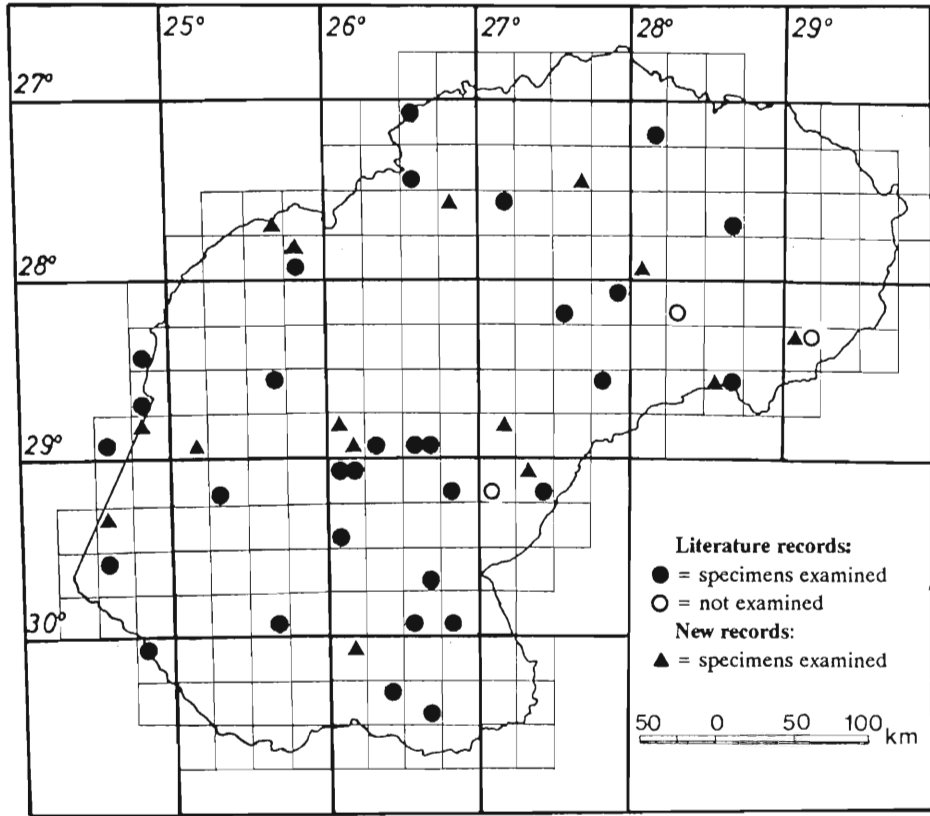 25° 26° 27° 28° 29°
27°
28°
29°
30°
Literature records:
● = specimens examined
○ = not examined
New records:
▲ = specimens examined
50 0 50 100 km